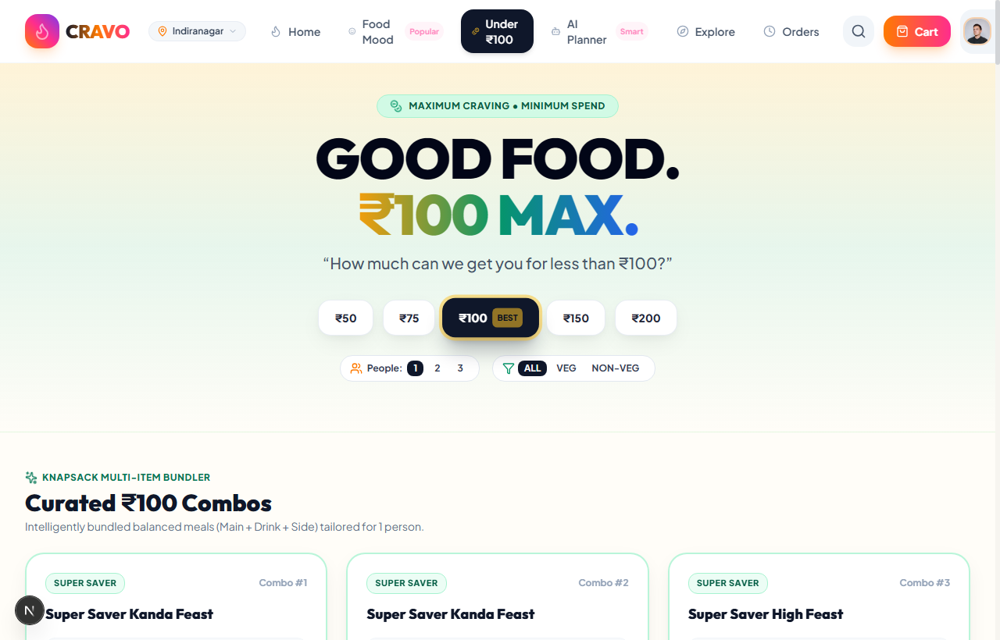 CRAVO
Indiranagar
Home
Food Mood
Popular
Under ₹100
AI Planner
Smart
Explore
Orders
Cart
MAXIMUM CRAVING ● MINIMUM SPEND
GOOD FOOD.
₹100 MAX.
“How much can we get you for less than ₹100?”
₹50 ₹75 ₹100 BEST ₹150 ₹200
People: 1 2 3 ALL VEG NON-VEG
KNAPSACK MULTI-ITEM BUNDLER
Curated ₹100 Combos
Intelligently bundled balanced meals (Main + Drink + Side) tailored for 1 person.
SUPER SAVER Combo #1
Super Saver Kanda Feast
SUPER SAVER Combo #2
Super Saver Kanda Feast
SUPER SAVER Combo #3
Super Saver High Feast
N